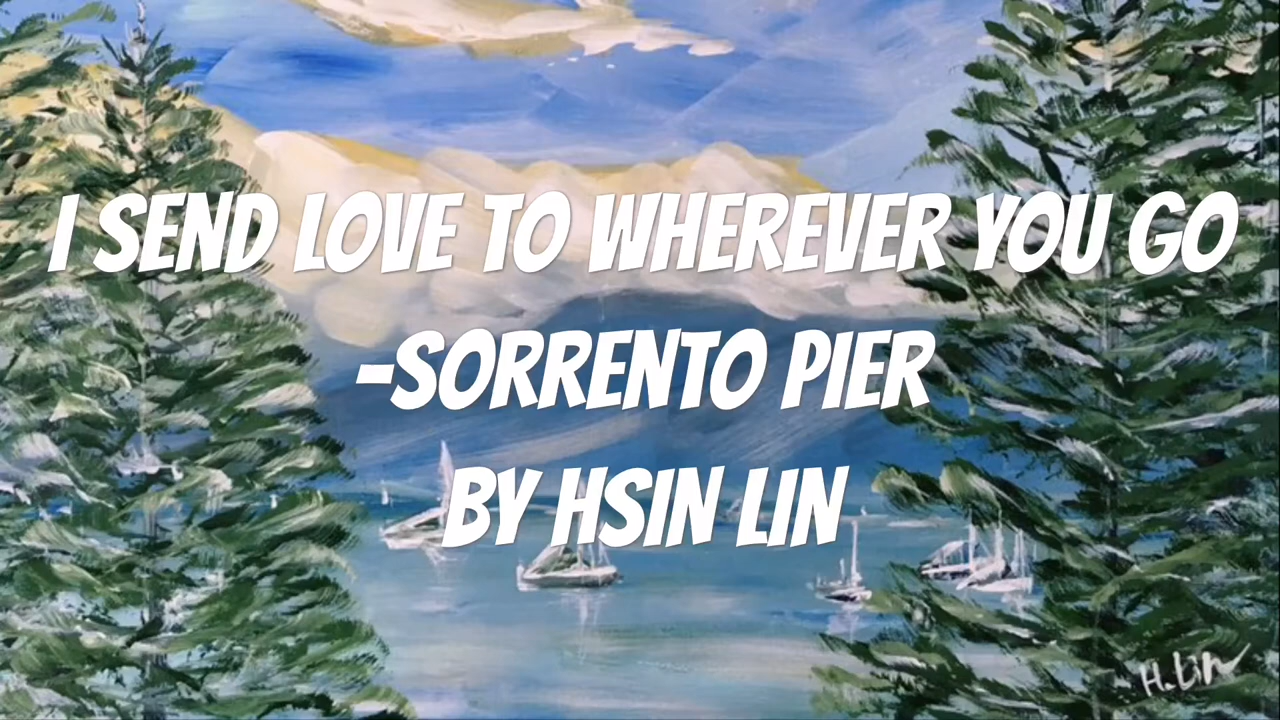 I SEND LOVE TO WHEREVER YOU GO
-SORRENTO PIER
BY HSIN LIN
H. Lin